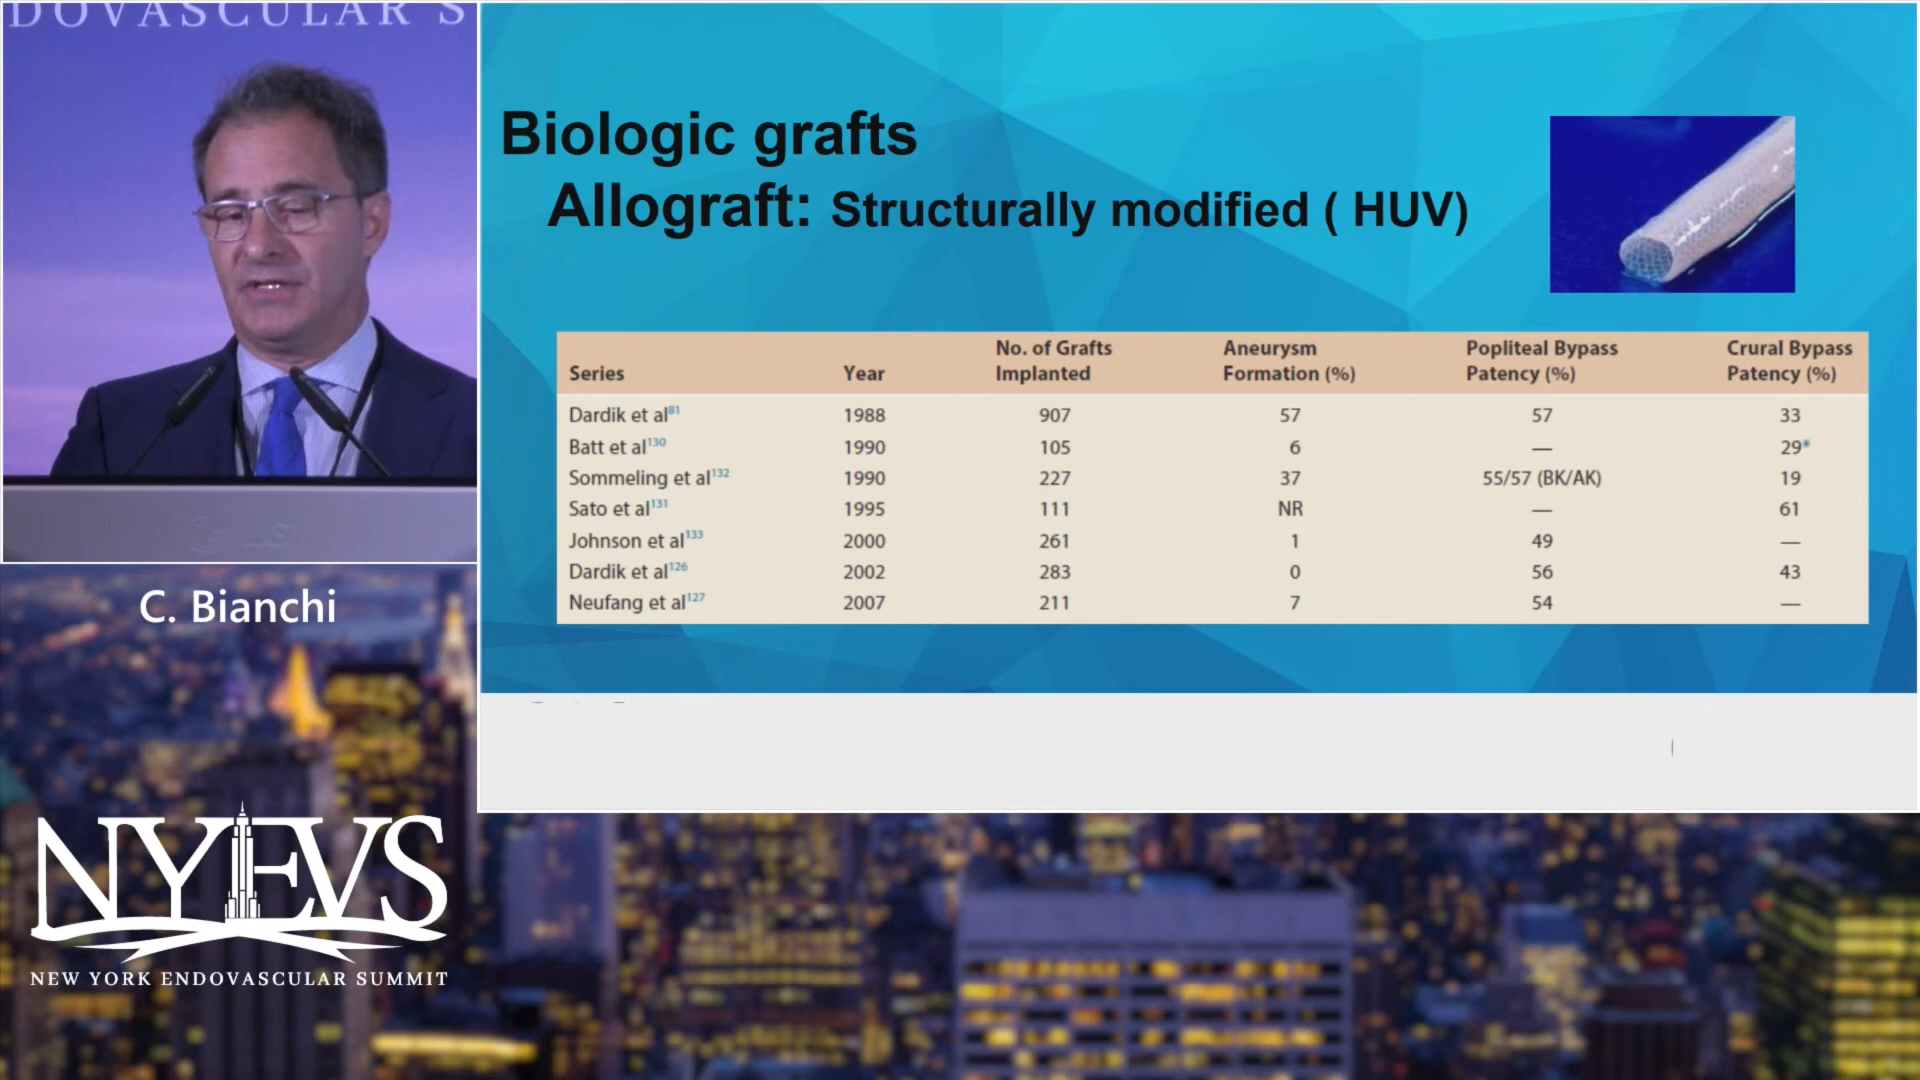 DOVASCULAR S
Biologic grafts
Allograft: Structurally modified ( HUV)
Series Year No. of Grafts Implanted Aneurysm Formation (%) Popliteal Bypass Patency (%) Crural Bypass Patency (%)
Dardik et al81 1988 907 57 57 33
Batt et al130 1990 105 6 — 29*
Sommeling et al132 1990 227 37 55/57 (BK/AK) 19
Sato et al131 1995 111 NR — 61
Johnson et al133 2000 261 1 49 —
Dardik et al126 2002 283 0 56 43
Neufang et al127 2007 211 7 54 —
LG
C. Bianchi
NYEVS
NEW YORK ENDOVASCULAR SUMMIT